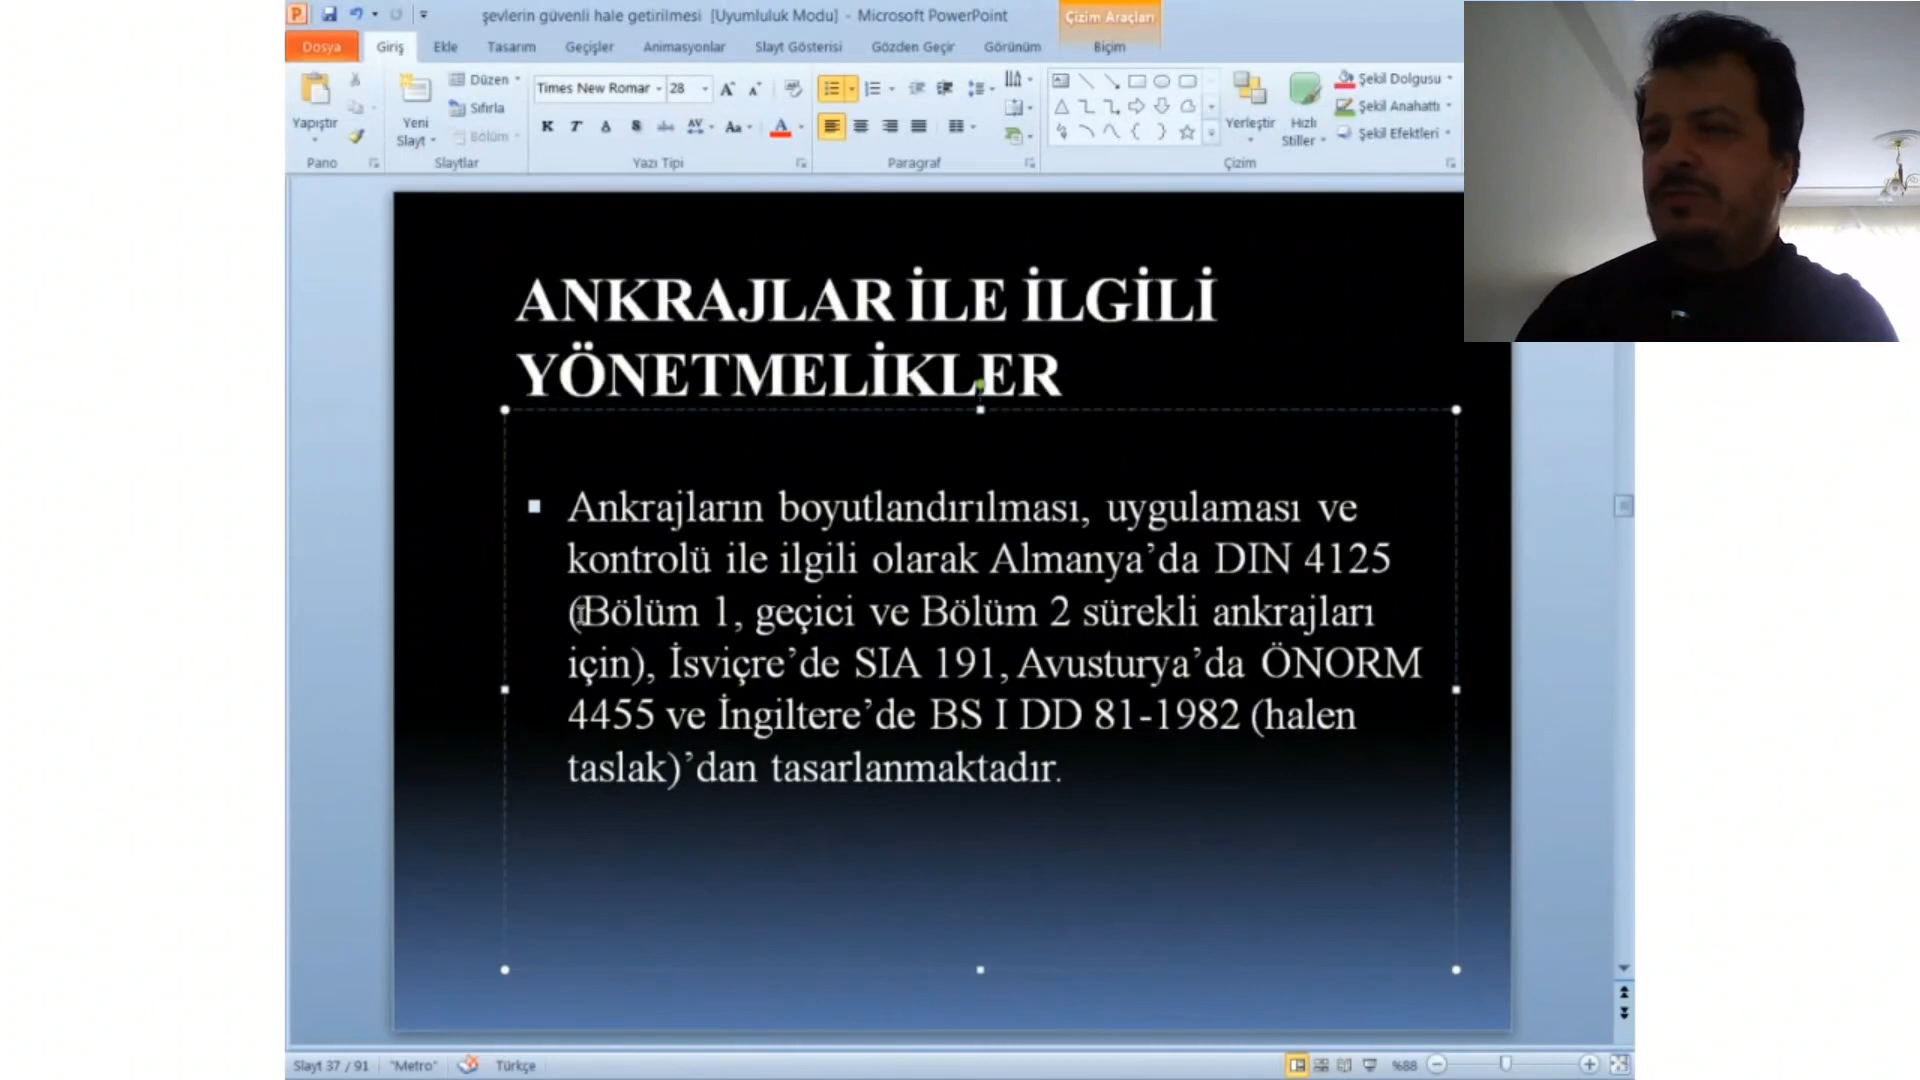 şevlerin güvenli hale getirilmesi [Uyumluluk Modu] - Microsoft PowerPoint
Çizim Araçları
Dosya Giriş Ekle Tasarım Geçişler Animasyonlar Slayt Gösterisi Gözden Geçir Görünüm Biçim
Yapıştır
Yeni Slayt
Düzen
Sıfırla
Bölüm
Times New Romar 28
K T A S abc AV Aa A
Yerleştir
Hızlı Stiller
Şekil Dolgusu
Şekil Anahattı
Şekil Efektleri
Pano Slaytlar Yazı Tipi Paragraf Çizim
ANKRAJLAR İLE İLGİLİ
YÖNETMELİKLER
Ankrajların boyutlandırılması, uygulaması ve
kontrolü ile ilgili olarak Almanya’da DIN 4125
(Bölüm 1, geçici ve Bölüm 2 sürekli ankrajları
için), İsviçre’de SIA 191, Avusturya’da ÖNORM
4455 ve İngiltere’de BS I DD 81-1982 (halen
taslak)’dan tasarlanmaktadır.
Slayt 37 / 91 "Metro" Türkçe %88